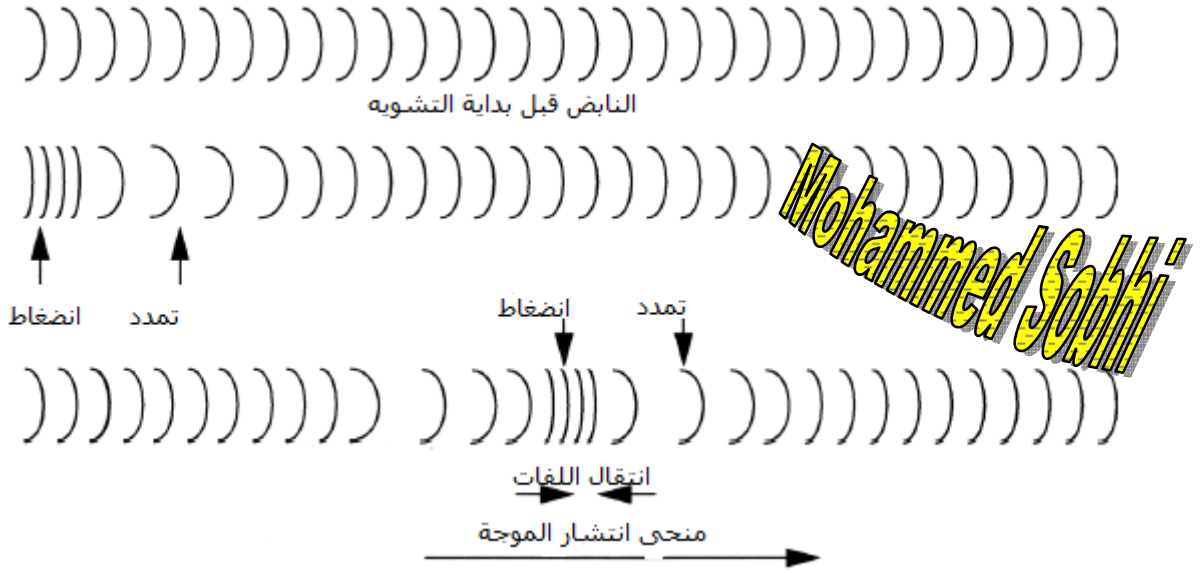 النابض قبل بداية التشويه
Mohammed Sobhi
انضغاط تمدد
انضغاط تمدد
انتقال اللفات
منحى انتشار الموجة